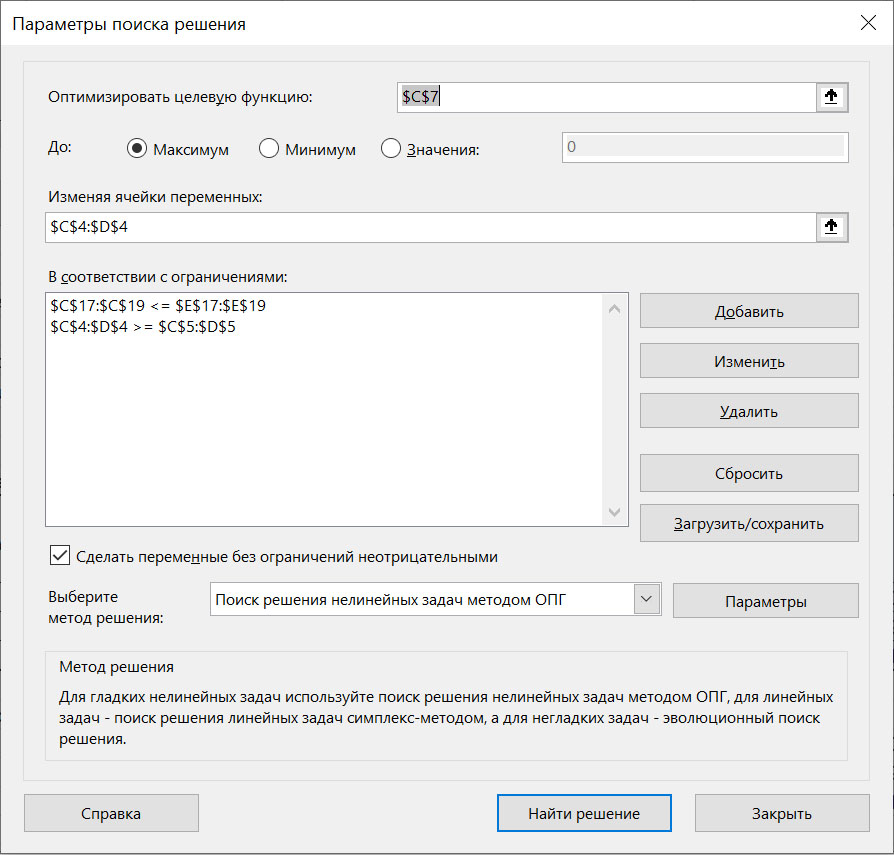 Параметры поиска решения
Оптимизировать целевую функцию:
$C$7
До:
Максимум
Минимум
Значения:
0
Изменяя ячейки переменных:
$C$4:$D$4
В соответствии с ограничениями:
$C$17:$C$19 <= $E$17:$E$19
$C$4:$D$4 >= $C$5:$D$5
Добавить
Изменить
Удалить
Сбросить
Загрузить/сохранить
Сделать переменные без ограничений неотрицательными
Выберите
метод решения:
Поиск решения нелинейных задач методом ОПГ
Параметры
Метод решения
Для гладких нелинейных задач используйте поиск решения нелинейных задач методом ОПГ, для линейных
задач - поиск решения линейных задач симплекс-методом, а для негладких задач - эволюционный поиск
решения.
Справка
Найти решение
Закрыть